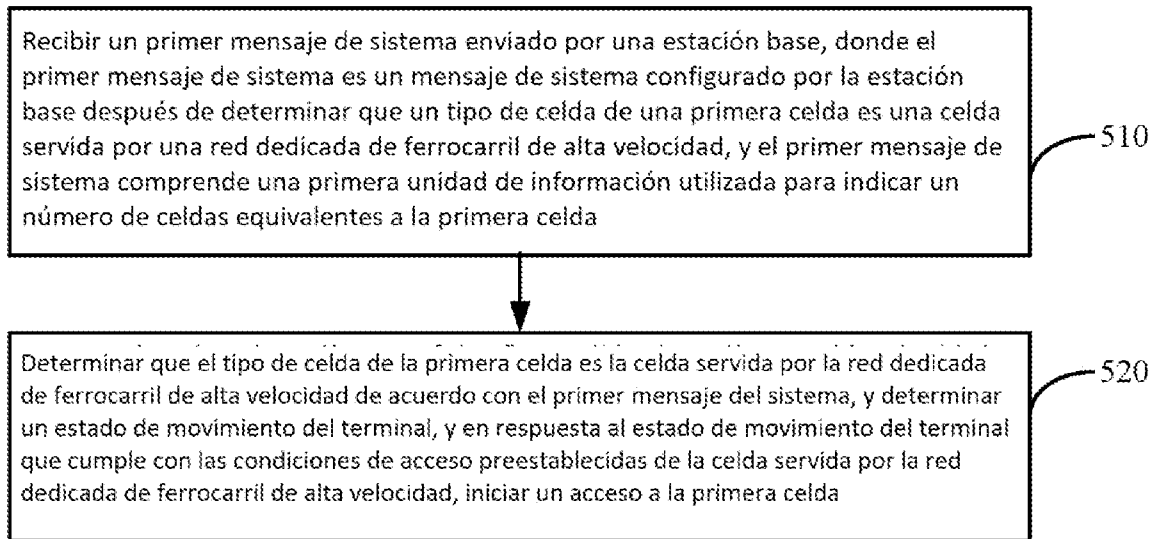 Recibir un primer mensaje de sistema enviado por una estación base, donde el
primer mensaje de sistema es un mensaje de sistema configurado por la estación
base después de determinar que un tipo de celda de una primera celda es una celda
servida por una red dedicada de ferrocarril de alta velocidad, y el primer mensaje de
sistema comprende una primera unidad de información utilizada para indicar un
número de celdas equivalentes a la primera celda
510
Determinar que el tipo de celda de la primera celda es la celda servida por la red dedicada
de ferrocarril de alta velocidad de acuerdo con el primer mensaje del sistema, y determinar
un estado de movimiento del terminal, y en respuesta al estado de movimiento del terminal
que cumple con las condiciones de acceso preestablecidas de la celda servida por la red
dedicada de ferrocarril de alta velocidad, iniciar un acceso a la primera celda
520